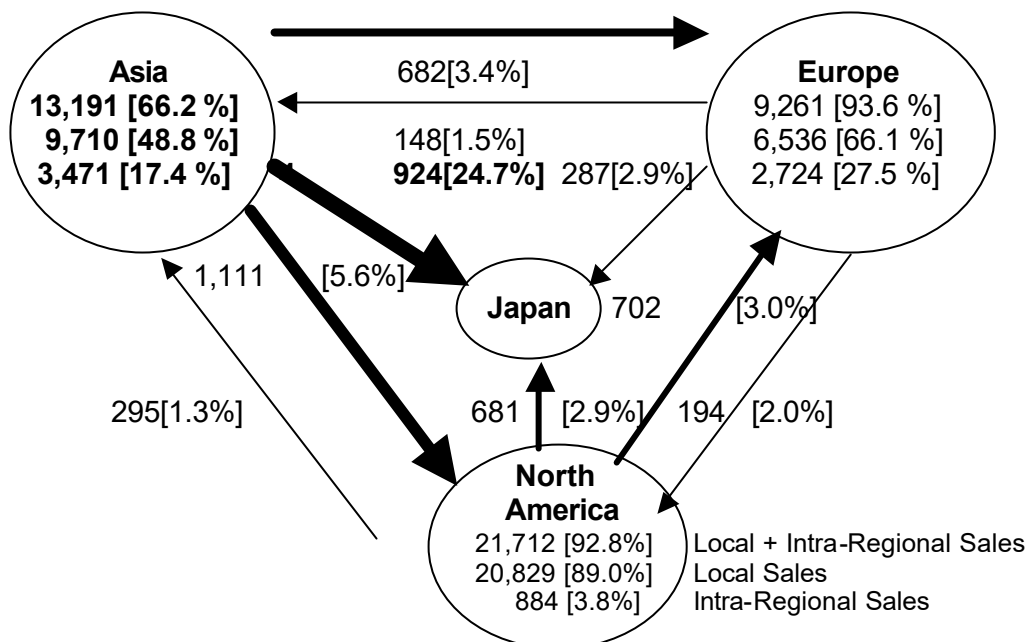 Asia
13,191 [66.2 %]
9,710 [48.8 %]
3,471 [17.4 %]
682[3.4%]
148[1.5%]
924[24.7%] 287[2.9%]
Europe
9,261 [93.6 %]
6,536 [66.1 %]
2,724 [27.5 %]
1,111 [5.6%]
Japan
702 [3.0%]
295[1.3%]
681 [2.9%]
194 [2.0%]
North
America
21,712 [92.8%] Local + Intra-Regional Sales
20,829 [89.0%] Local Sales
884 [3.8%] Intra-Regional Sales